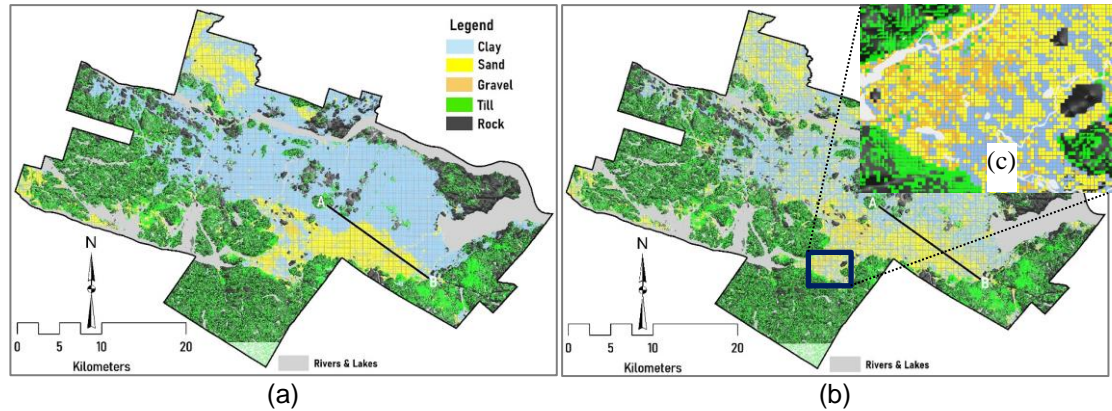 Legend
Clay
Sand
Gravel
Till
Rock
A
B
N
0 5 10 20
Kilometers
Rivers & Lakes
(a)
(c)
A
B
N
0 5 10 20
Kilometers
Rivers & Lakes
(b)